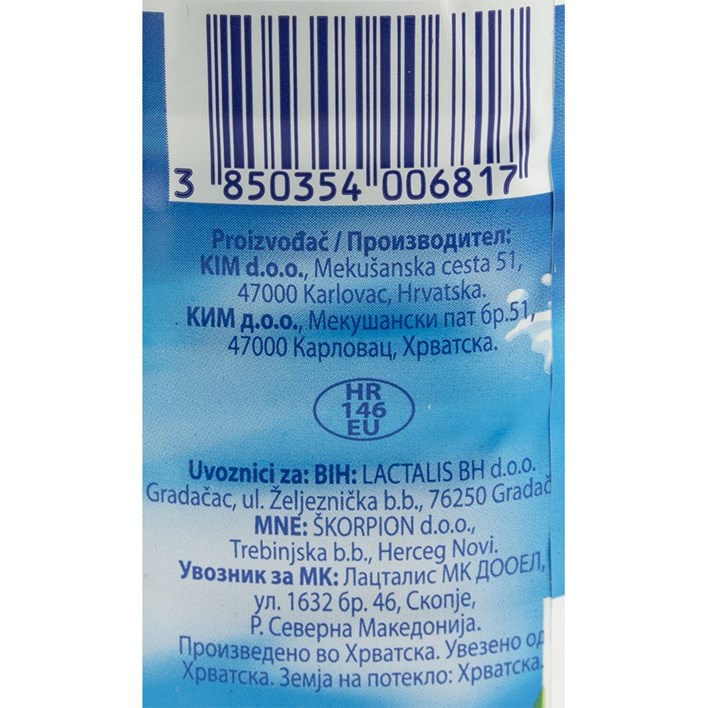 3 850354 006817
Proizvođač / Производител:
KIM d.o.o., Mekušanska cesta 51,
47000 Karlovac, Hrvatska.
КИМ д.о.о., Мекушански пат бр.51,
47000 Карловац, Хрватска.
HR
146
EU
Uvoznici za: BIH: LACTALIS BH d.o.o.
Gradačac, ul. Željeznička b.b., 76250 Gradač
MNE: ŠKORPION d.o.o.,
Trebinjska b.b., Herceg Novi.
Увозник за МК: Лацталис МК ДООЕЛ,
ул. 1632 бр. 46, Скопје,
Р. Северна Македонија.
Произведено во Хрватска. Увезено од
Хрватска. Земја на потекло: Хрватска.